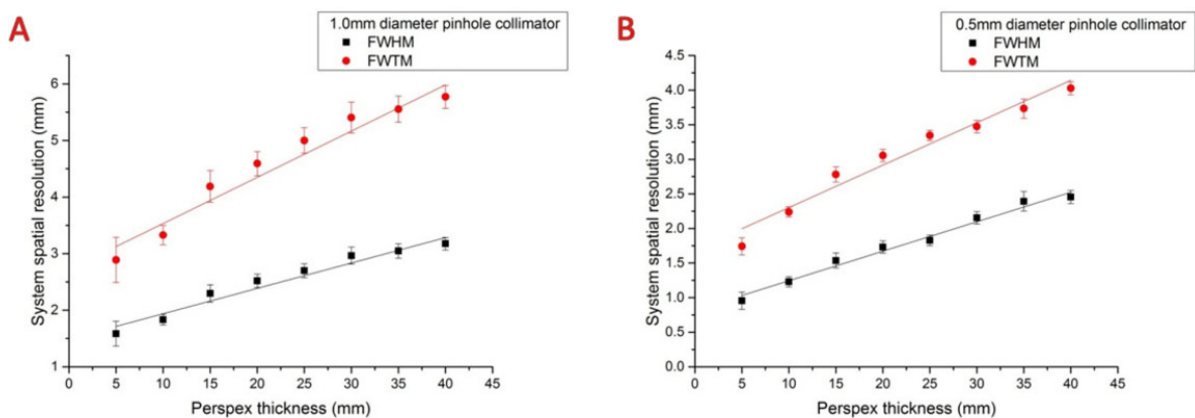 A
1.0mm diameter pinhole collimator
FWHM
FWTM
System spatial resolution (mm)
6
5
4
3
2
1
0 5 10 15 20 25 30 35 40 45
Perspex thickness (mm)
B
0.5mm diameter pinhole collimator
FWHM
FWTM
System spatial resolution (mm)
4.5
4.0
3.5
3.0
2.5
2.0
1.5
1.0
0.5
0.0
0 5 10 15 20 25 30 35 40 45
Perspex thickness (mm)